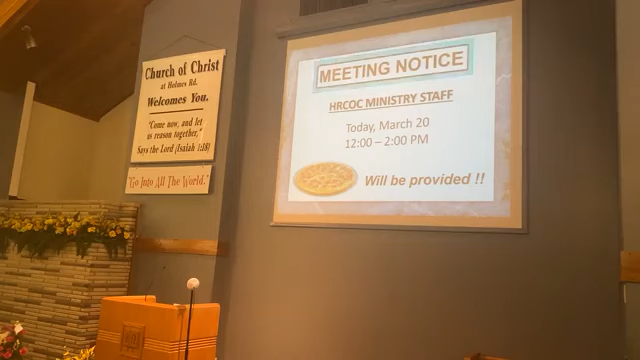 Church of Christ
at Holmes Rd.
Welcomes You.
"Come now, and let
us reason together,"
Says the Lord (Isaiah 1:18)
"Go Into All The World."
MEETING NOTICE
HRCOC MINISTRY STAFF
Today, March 20
12:00 – 2:00 PM
Will be provided !!